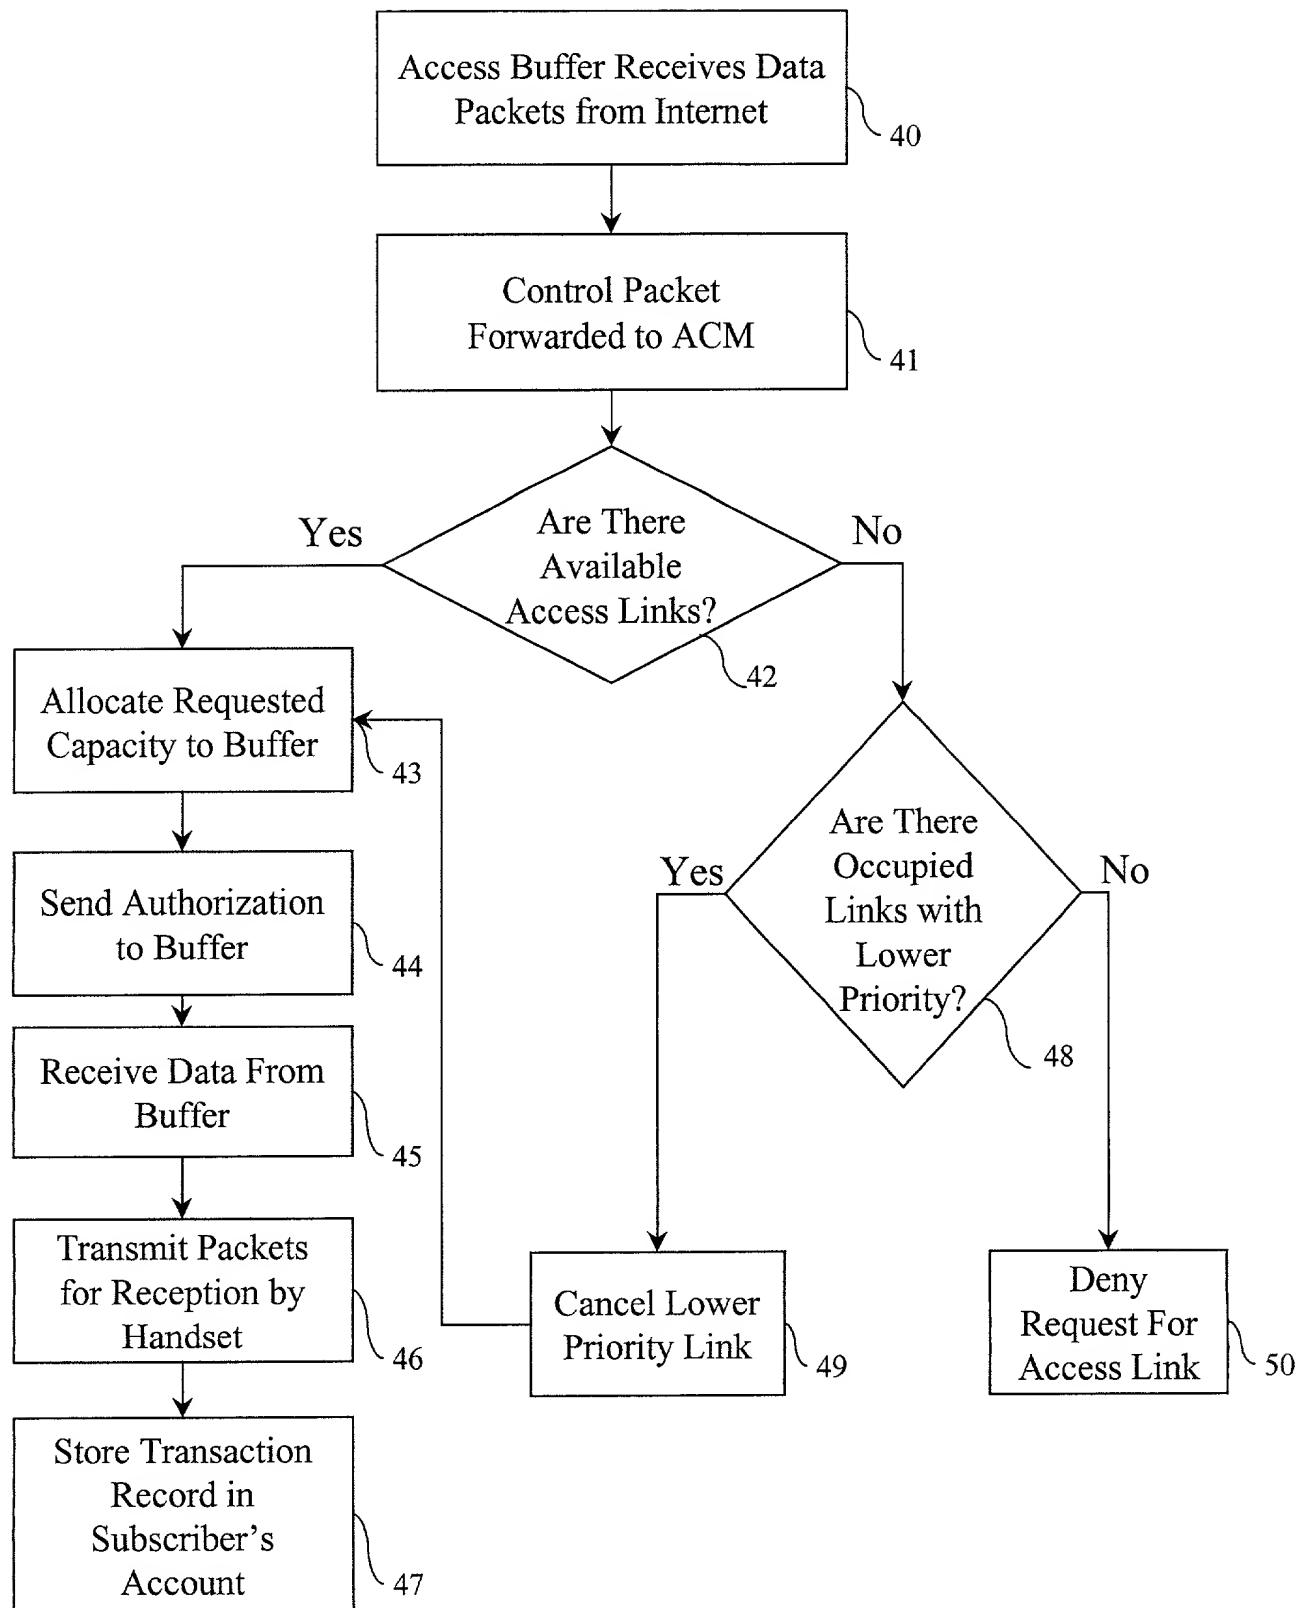 Access Buffer Receives Data
Packets from Internet
40
Control Packet
Forwarded to ACM
41
Are There
Available
Access Links?
42
Yes
No
Allocate Requested
Capacity to Buffer
43
Send Authorization
to Buffer
44
Receive Data From
Buffer
45
Transmit Packets
for Reception by
Handset
46
Store Transaction
Record in
Subscriber's
Account
47
Are There
Occupied
Links with
Lower
Priority?
48
Yes
No
Cancel Lower
Priority Link
49
Deny
Request For
Access Link
50